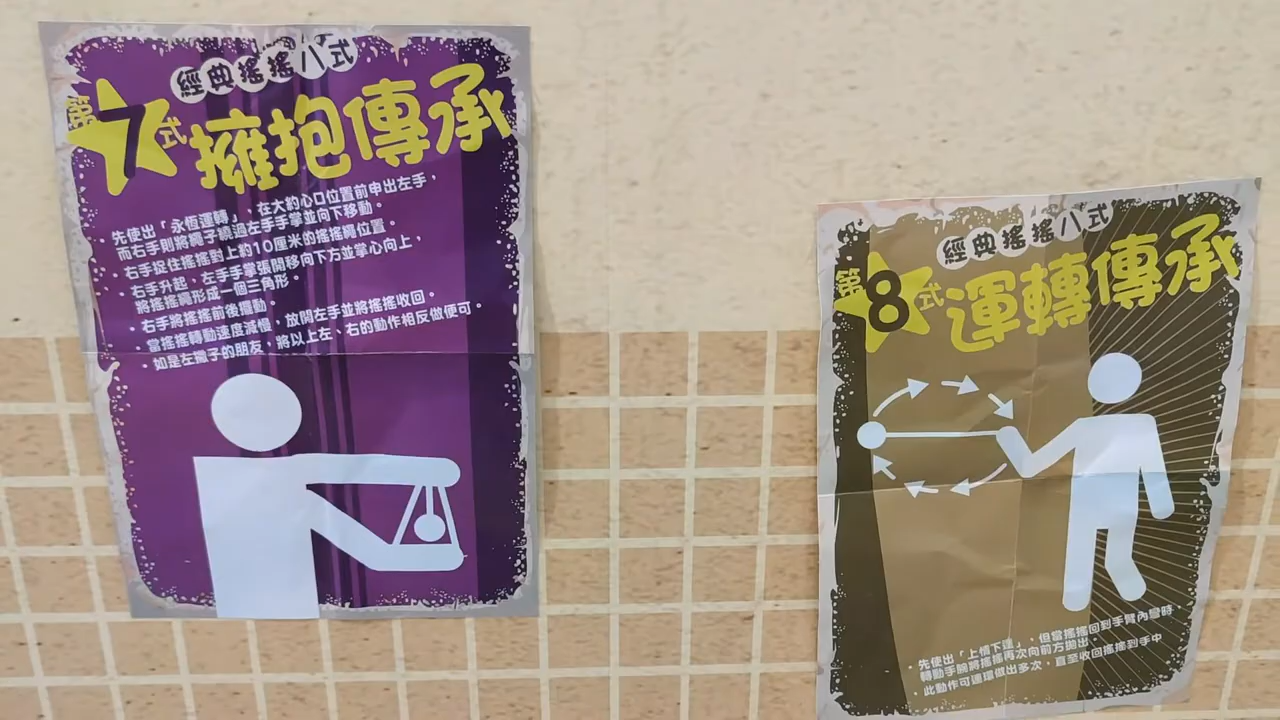 經典搖搖八式
第7式擁抱傳承
· 先使出「永恆運轉」，在大約心口位置前申出左手，
而右手則將繩子繞過左手手掌並向下移動。
· 右手捉住搖搖對上約10厘米的搖搖繩位置。
· 右手升起，左手手掌張開移向下方並掌心向上，
將搖搖繩形成一個三角形。
· 右手將搖搖前後擺動。
· 當搖搖轉動速度減慢，放開左手並將搖搖收回。
· 如是左撇子的朋友，將以上左、右的動作相反做便可。
經典搖搖八式
第8式運轉傳承
· 先使出「上情下達」，但當搖搖回到手臂內彎時，
轉動手腕將搖搖再次向前方拋出。
· 此動作可連環做出多次，直至收回搖搖到手中